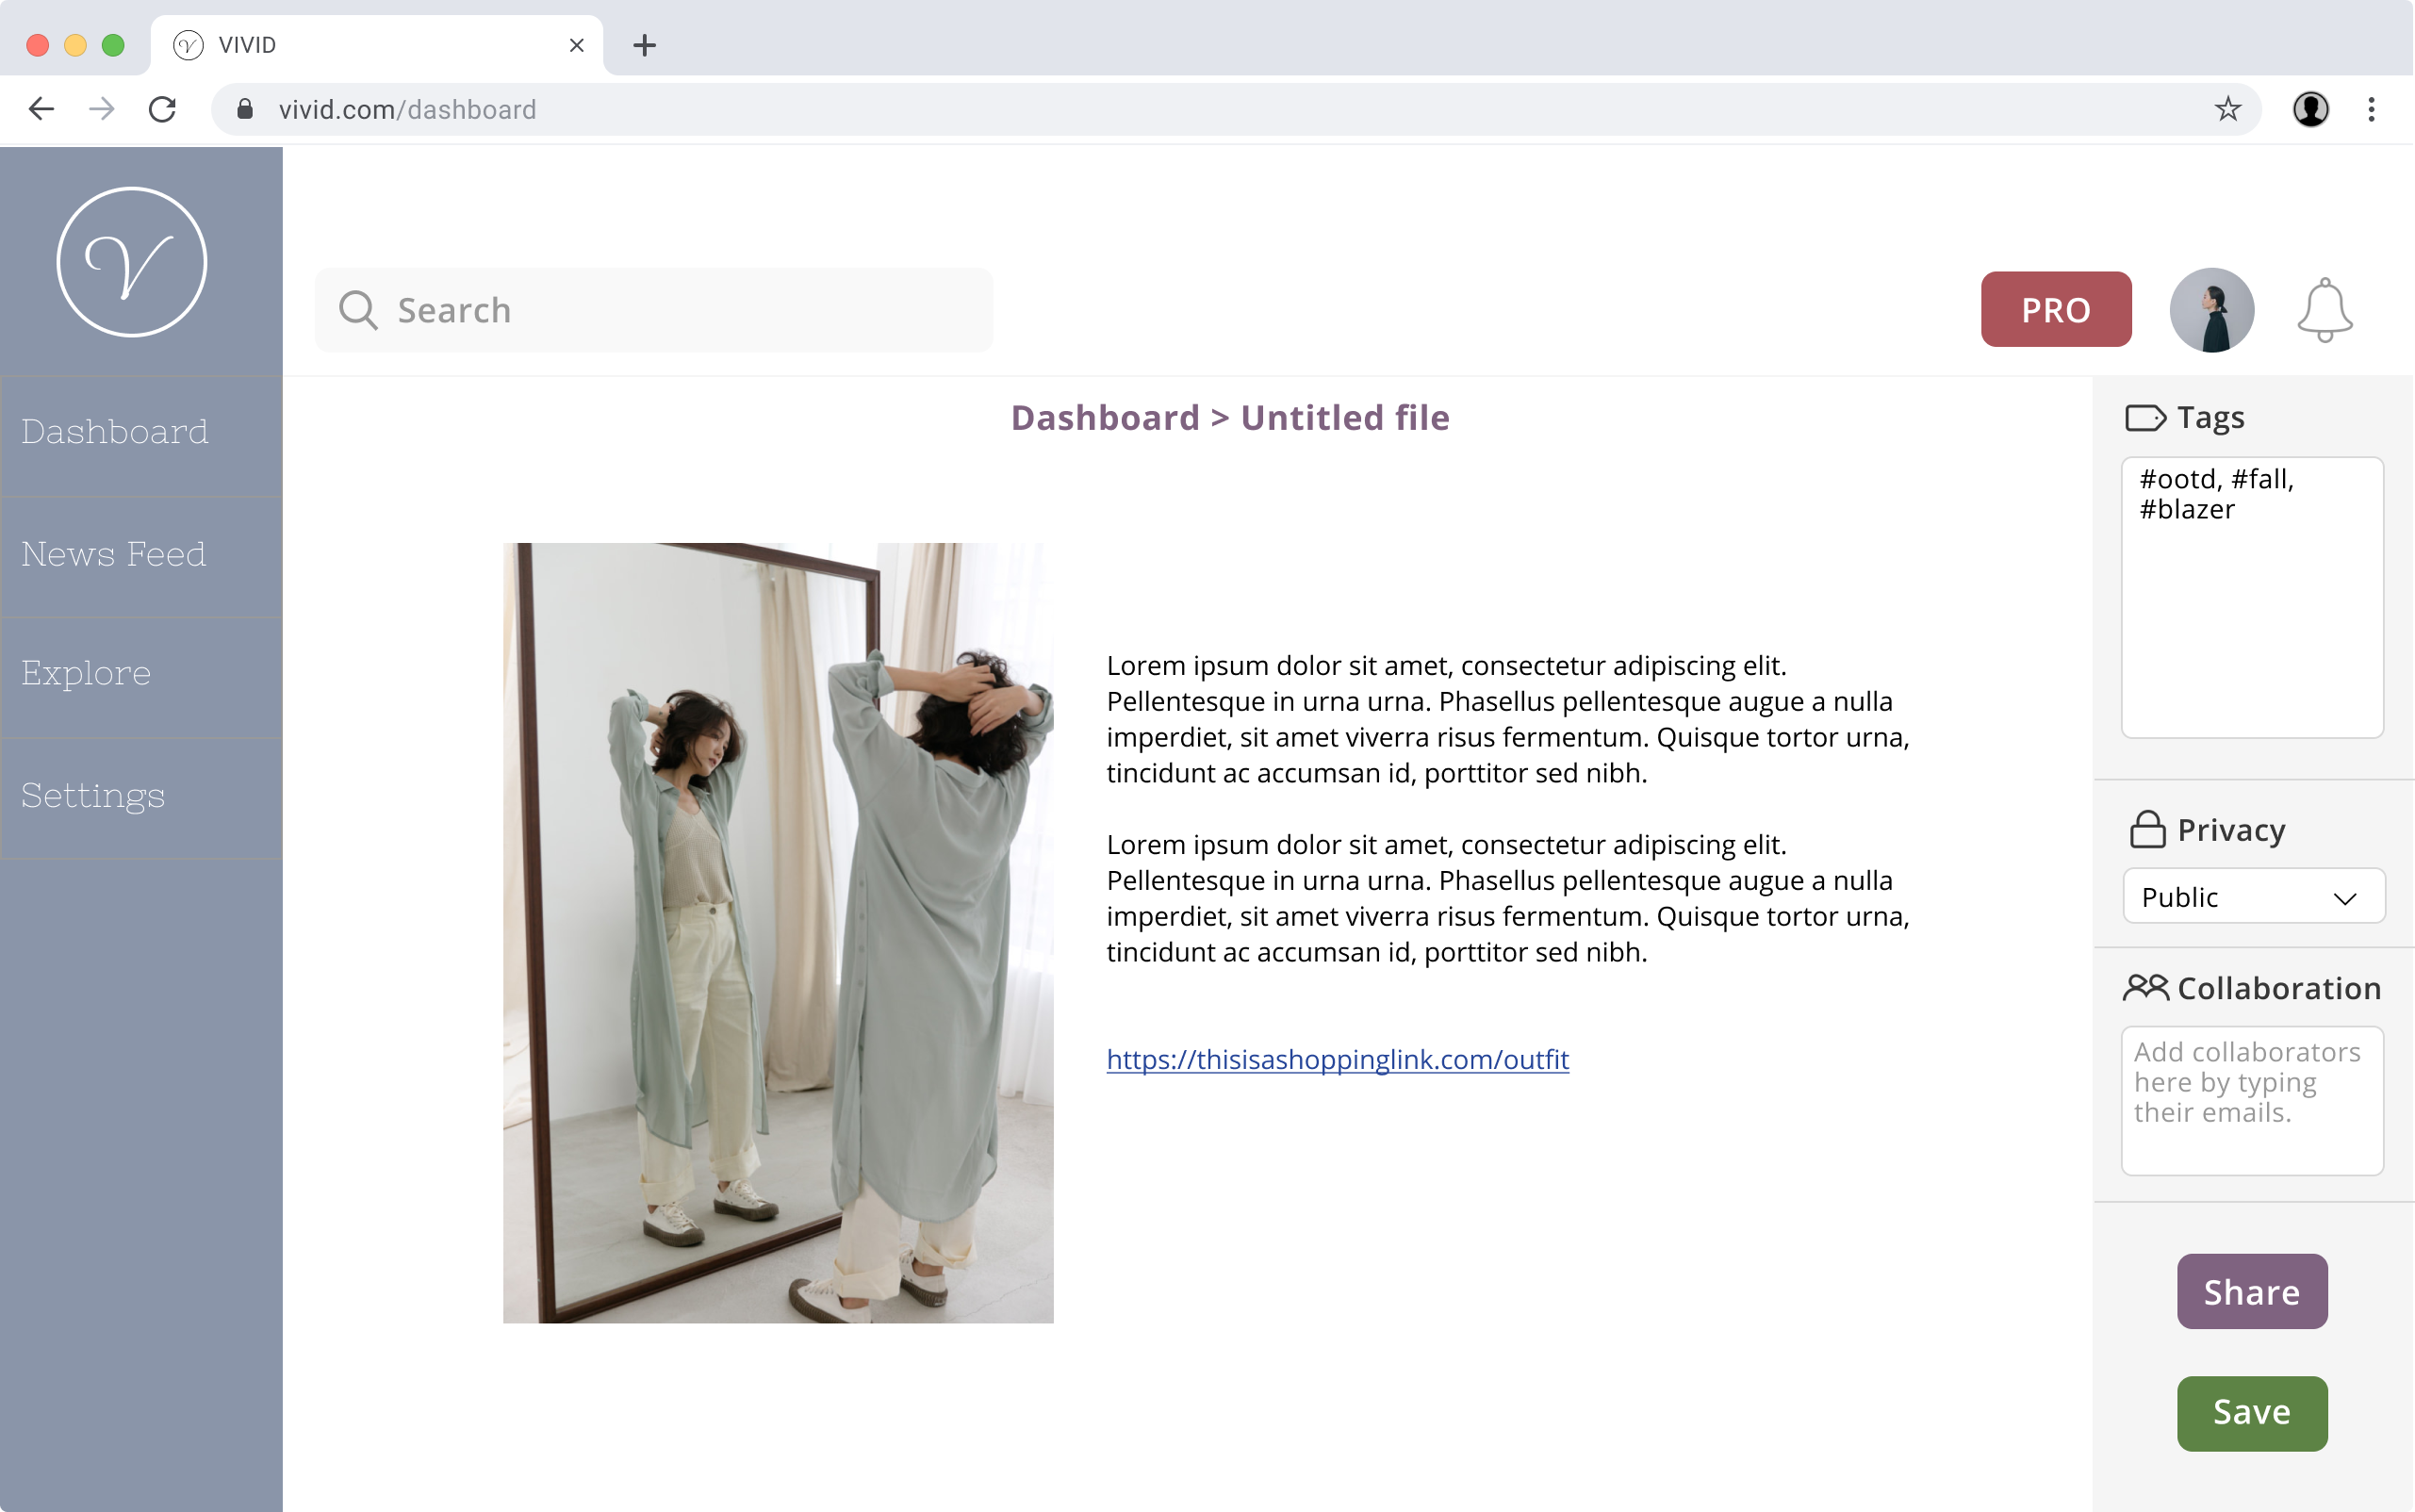 VIVID
vivid.com/dashboard
V
Search
PRO
Dashboard
News Feed
Explore
Settings
Dashboard > Untitled file
Lorem ipsum dolor sit amet, consectetur adipiscing elit.
Pellentesque in urna urna. Phasellus pellentesque augue a nulla
imperdiet, sit amet viverra risus fermentum. Quisque tortor urna,
tincidunt ac accumsan id, porttitor sed nibh.
Lorem ipsum dolor sit amet, consectetur adipiscing elit.
Pellentesque in urna urna. Phasellus pellentesque augue a nulla
imperdiet, sit amet viverra risus fermentum. Quisque tortor urna,
tincidunt ac accumsan id, porttitor sed nibh.
https://thisisashoppinglink.com/outfit
Tags
#ootd, #fall,
#blazer
Privacy
Public
Collaboration
Add collaborators
here by typing
their emails.
Share
Save